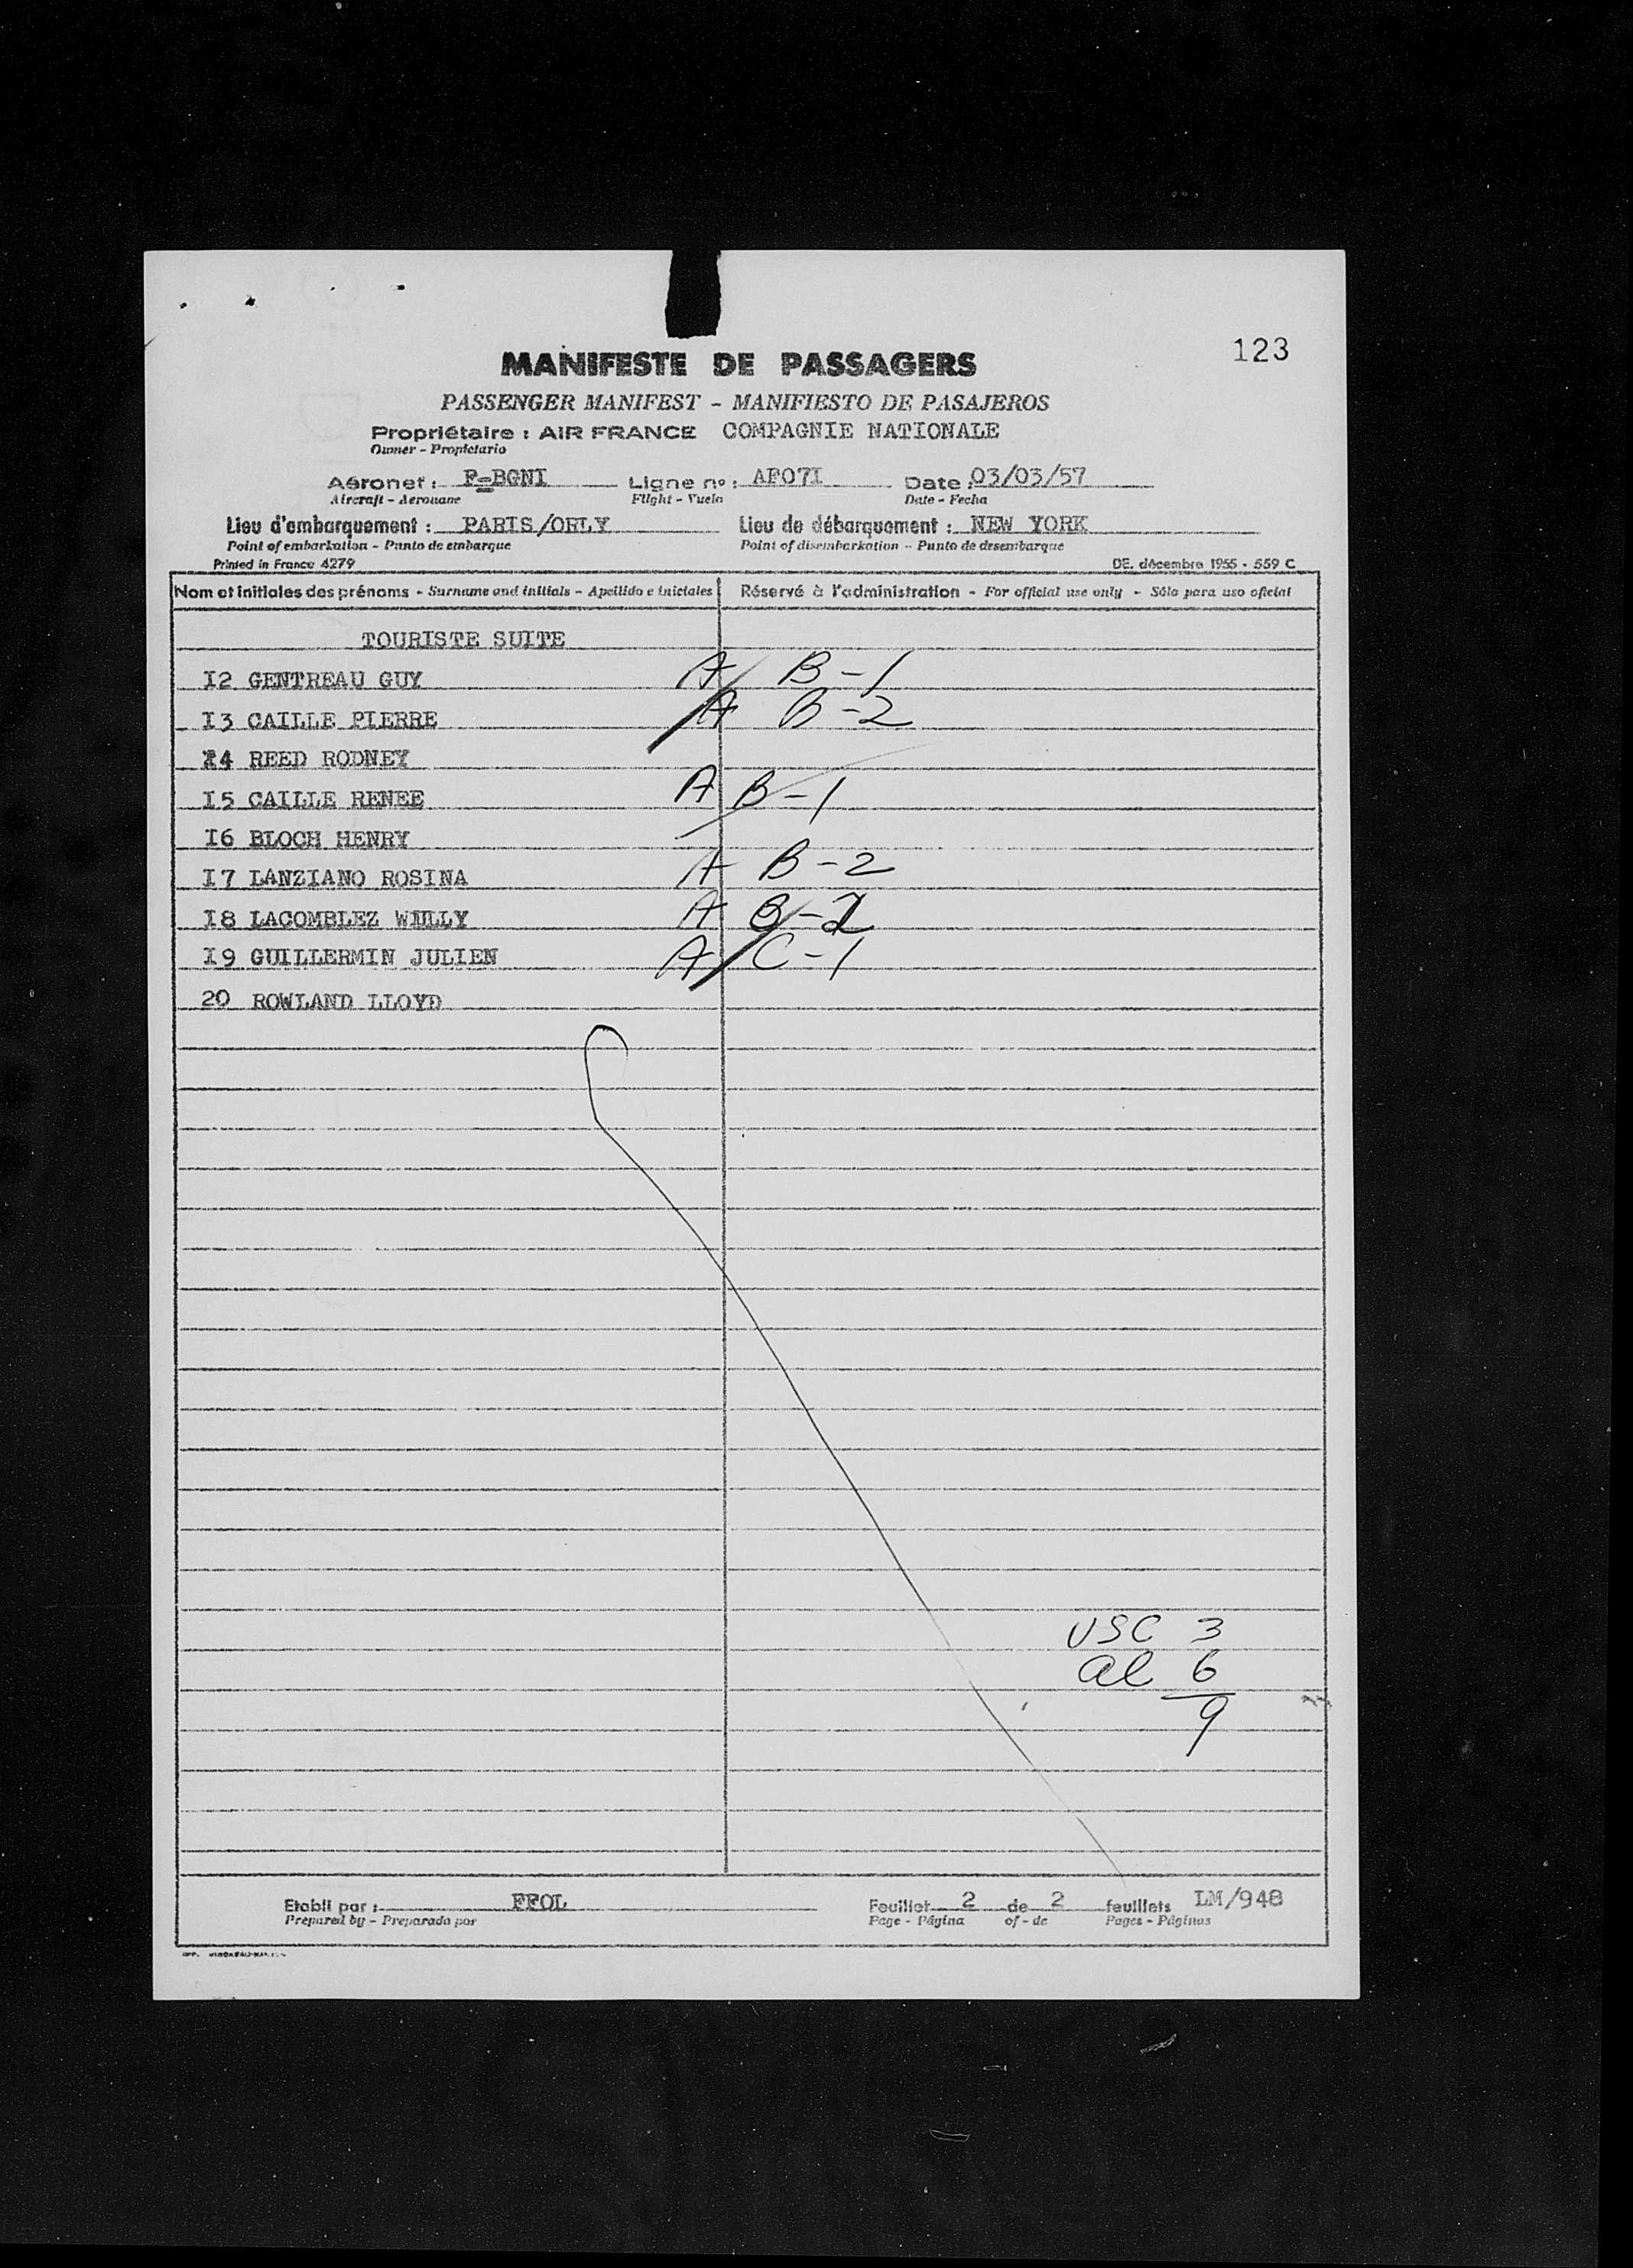 123
MANIFESTE DE PASSAGERS
PASSENGER MANIFEST - MANIFIESTO DE PASAJEROS
Propriétaire : AIR FRANCE COMPAGNIE NATIONALE
Owner - Propietario
Aéronef : F-BGNI Ligne no : AF07I Date : 03/03/57
Aircraft - Aeronane Flight - Vuelo Date - Fecha
Lieu d'embarquement : PARIS/ORLY Lieu de débarquement : NEW YORK
Point of embarkation - Punto de embarque Point of disembarkation - Punto de desembarque
Printed in France 4279 DE. décembre 1955 - 559 C
Nom et initiales des prénoms - Surname and initials - Apellido e iniciales Réservé à l'administration - For official use only - Sólo para uso oficial
TOURISTE SUITE
I2 GENTREAU GUY A B-1
I3 CAILLE PIERRE A B-2
I4 REED RODNEY
I5 CAILLE RENEE A B-1
I6 BLOCH HENRY
I7 LANZIANO ROSINA A B-2
I8 LACOMBLEZ WILLY A B-2
I9 GUILLERMIN JULIEN A C-1
20 ROWLAND LLOYD
USC 3
al 6
9
Etabli par : FFOL Feuillet 2 de 2 feuillets LM/948
Prepared by - Preparado por Page - Página of - de Pages - Páginas